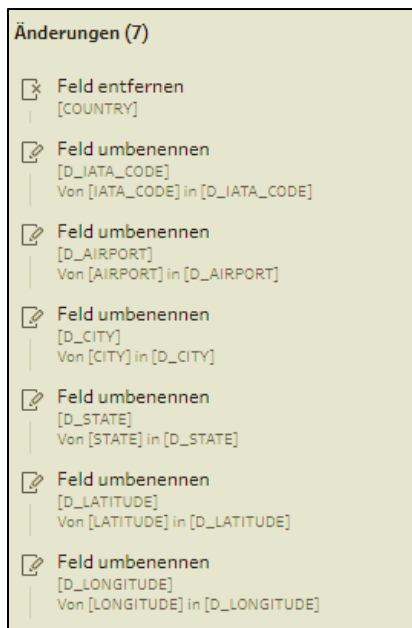 Änderungen (7)
Feld entfernen
[COUNTRY]
Feld umbenennen
[D_IATA_CODE]
Von [IATA_CODE] in [D_IATA_CODE]
Feld umbenennen
[D_AIRPORT]
Von [AIRPORT] in [D_AIRPORT]
Feld umbenennen
[D_CITY]
Von [CITY] in [D_CITY]
Feld umbenennen
[D_STATE]
Von [STATE] in [D_STATE]
Feld umbenennen
[D_LATITUDE]
Von [LATITUDE] in [D_LATITUDE]
Feld umbenennen
[D_LONGITUDE]
Von [LONGITUDE] in [D_LONGITUDE]